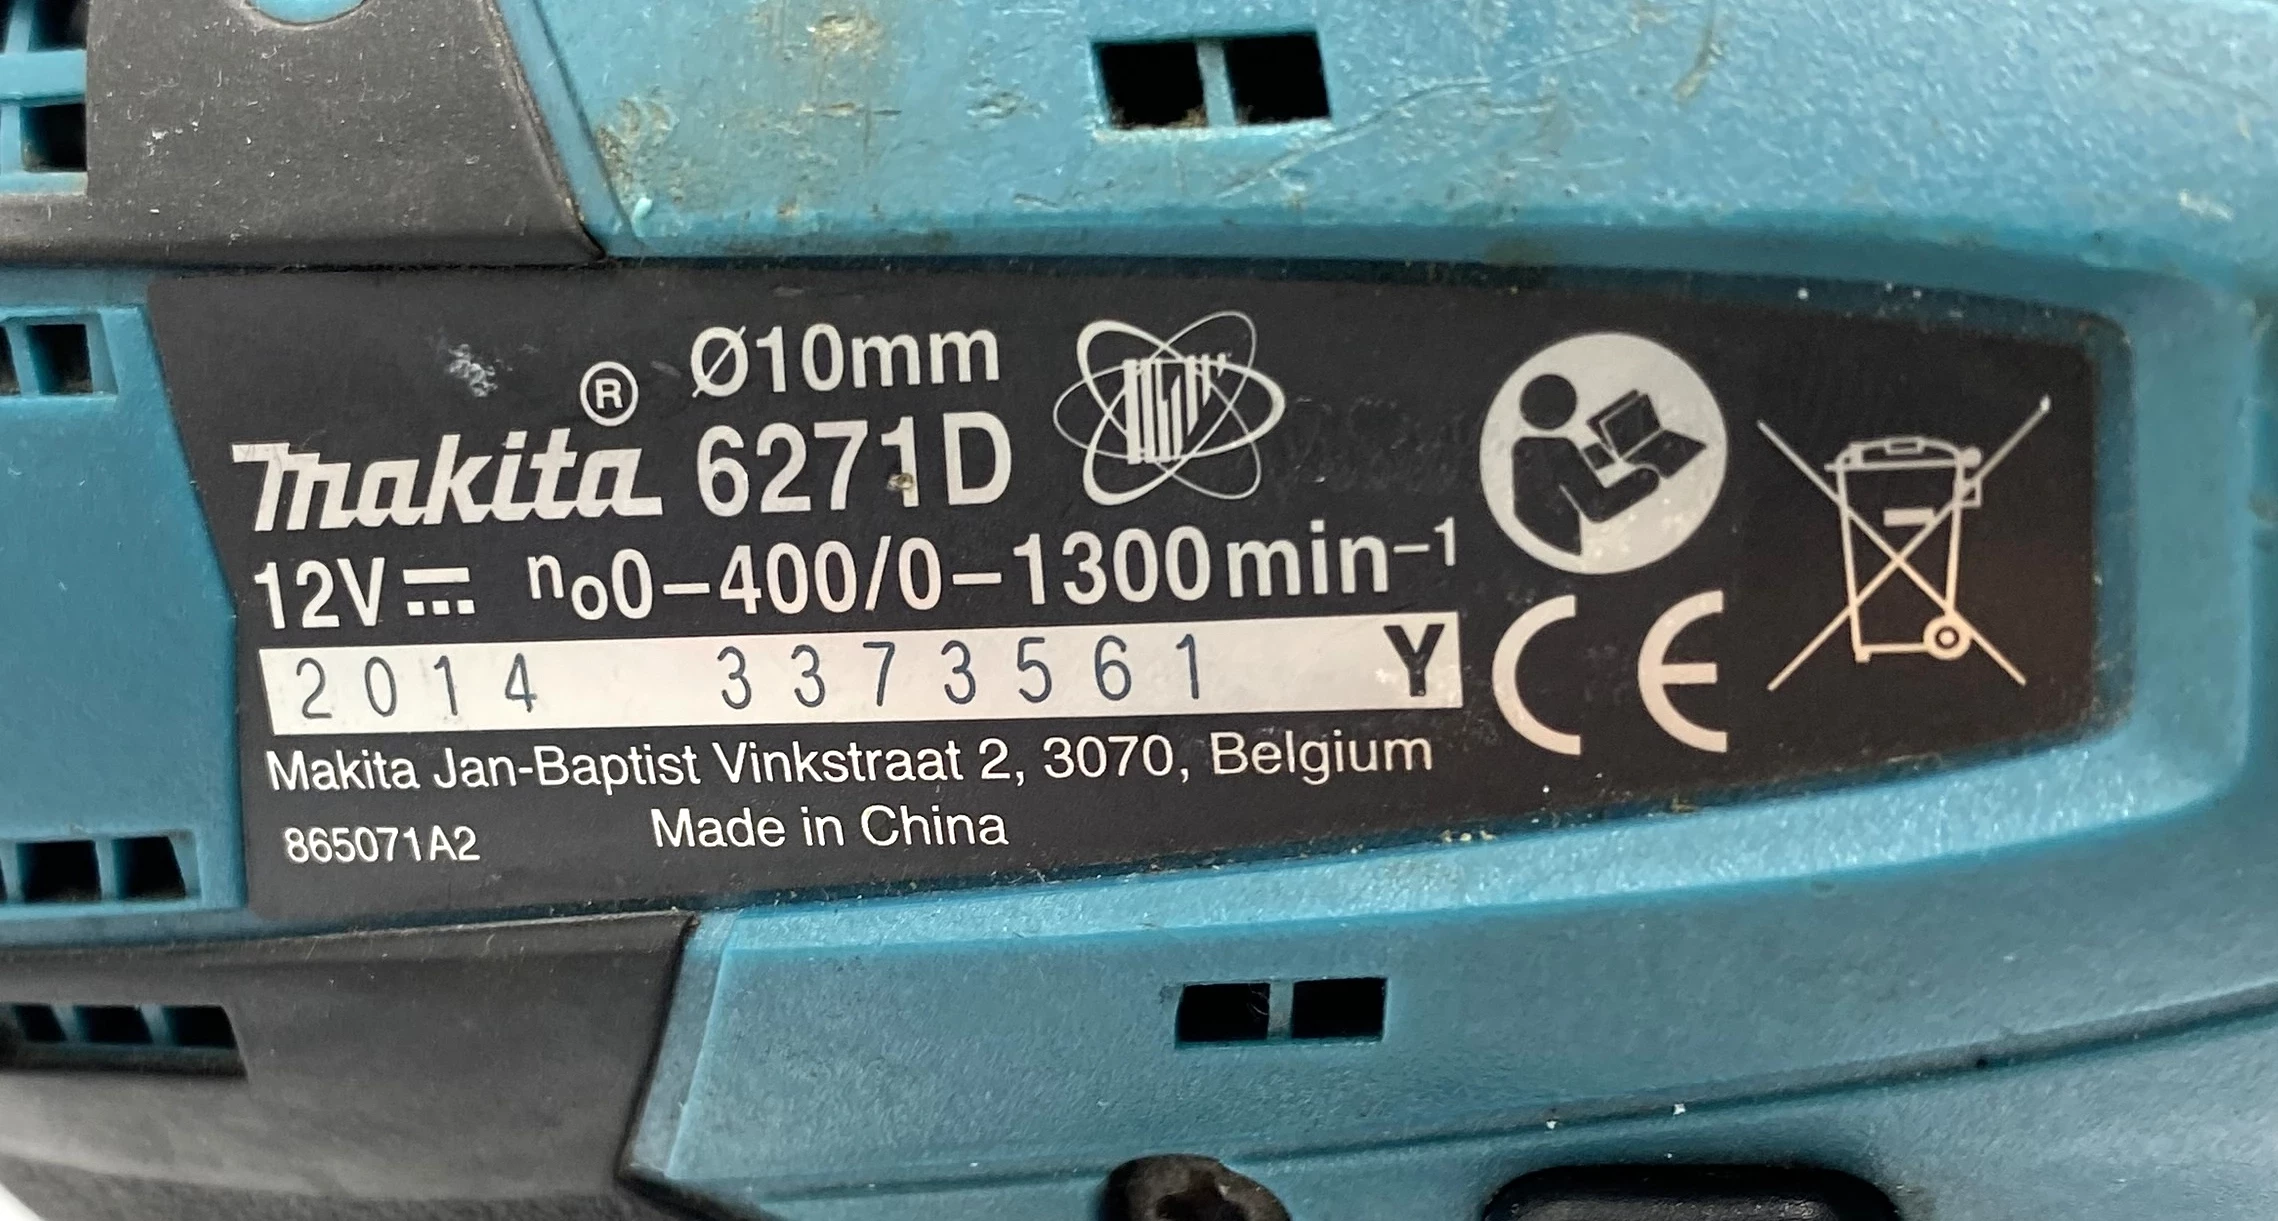 Ø10mm
makita® 6271D
12V⎓ no0–400/0–1300min⁻¹
2014 3373561 Y
CE
Makita Jan-Baptist Vinkstraat 2, 3070, Belgium
865071A2 Made in China